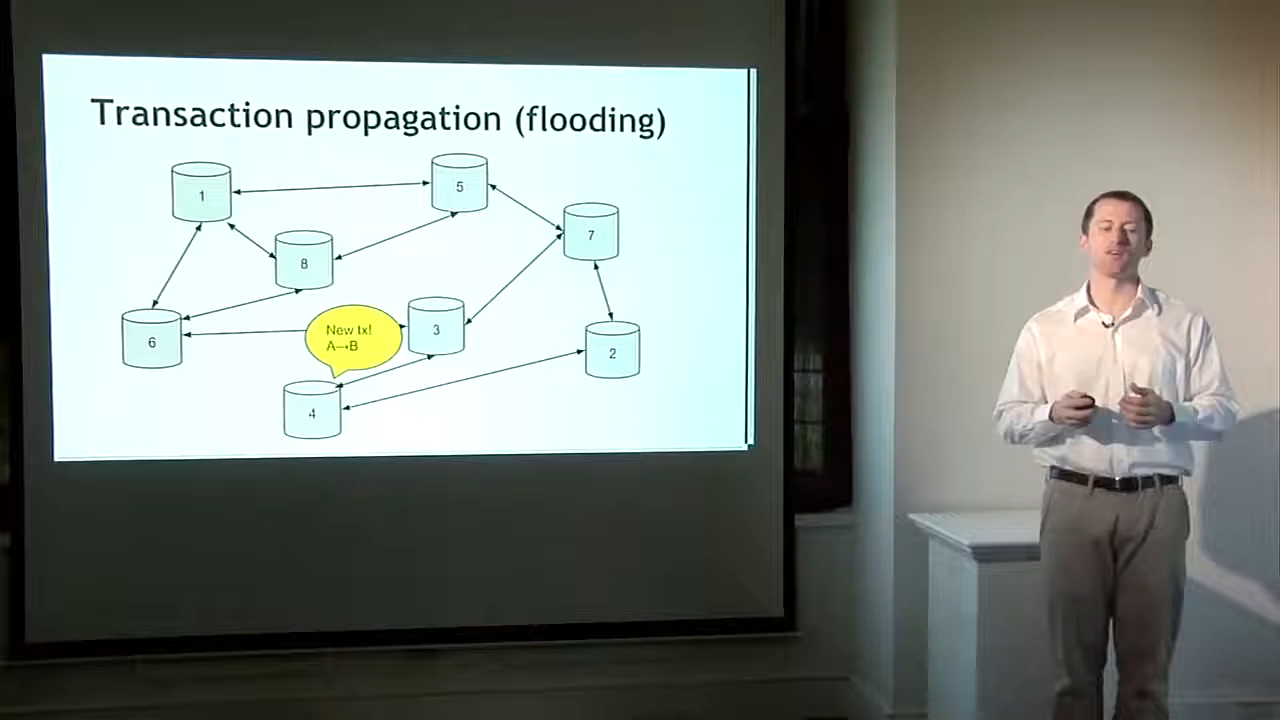 Transaction propagation (flooding)
1
5
7
8
6
New tx!
A→B
3
2
4